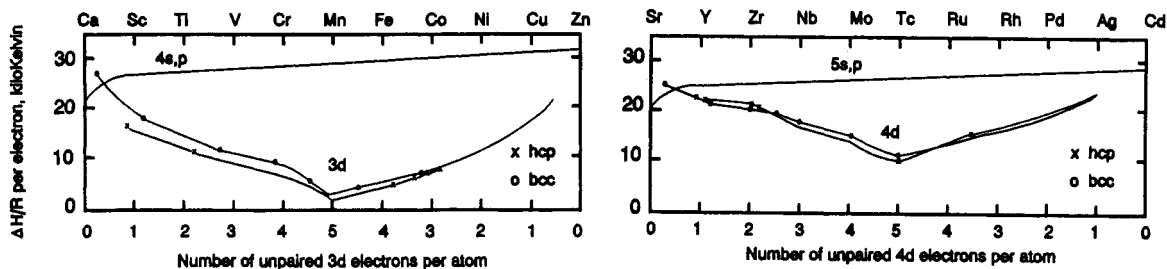 Ca Sc Ti V Cr Mn Fe Co Ni Cu Zn
30
20
10
0
ΔH/R per electron, kiloKelvin
4s,p
3d
x hcp
o bcc
0 1 2 3 4 5 4 3 2 1 0
Number of unpaired 3d electrons per atom
Sr Y Zr Nb Mo Tc Ru Rh Pd Ag Cd
30
20
10
0
5s,p
4d
x hcp
o bcc
0 1 2 3 4 5 4 3 2 1 0
Number of unpaired 4d electrons per atom